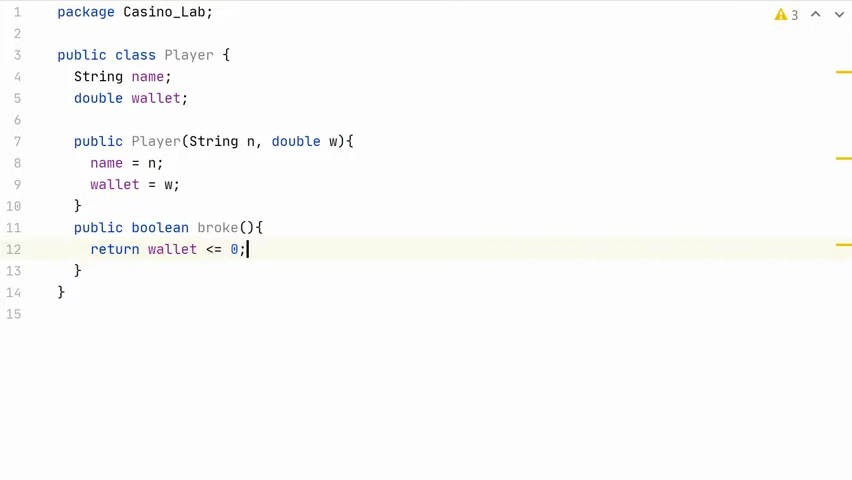 1 package Casino_Lab;
2
3 public class Player {
4 String name;
5 double wallet;
6
7 public Player(String n, double w){
8 name = n;
9 wallet = w;
10 }
11 public boolean broke(){
12 return wallet <= 0;
13 }
14 }
15
3